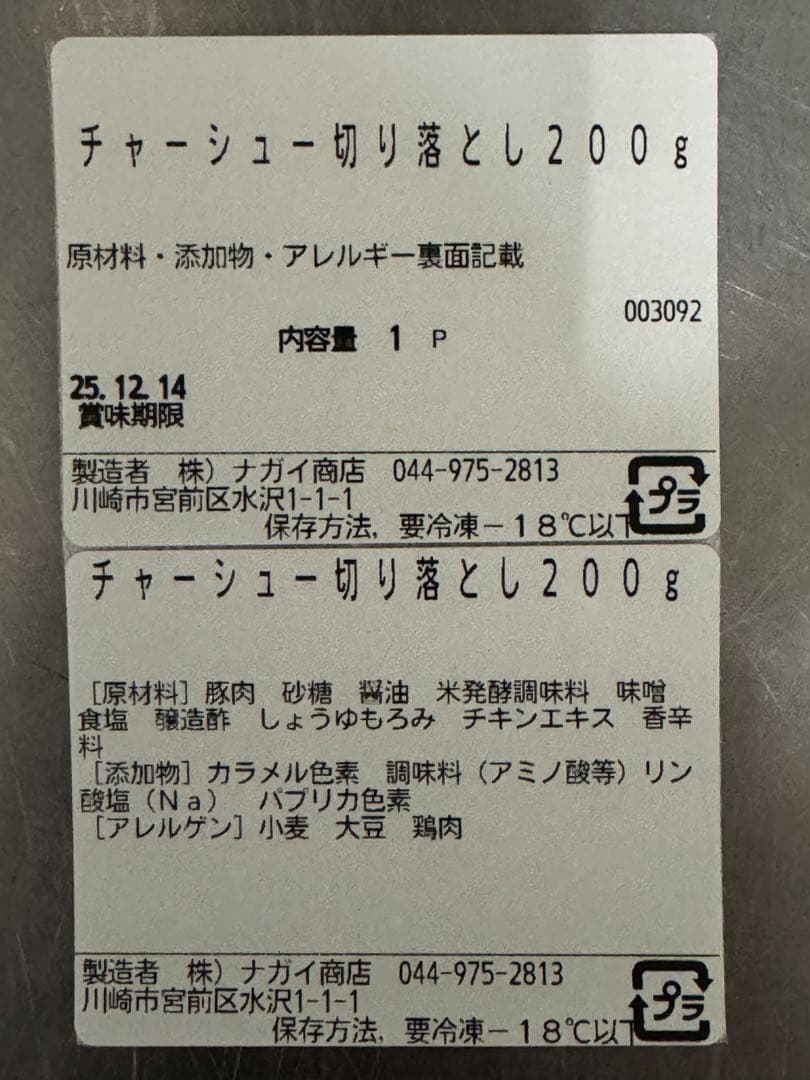 チャーシュー切り落とし200g
原材料・添加物・アレルギー裏面記載
003092
内容量 1 P
25.12.14
賞味期限
製造者 株）ナガイ商店 044-975-2813
川崎市宮前区水沢1-1-1
保存方法，要冷凍－18℃以下
プラ
チャーシュー切り落とし200g
［原材料］豚肉 砂糖 醤油 米発酵調味料 味噌
食塩 醸造酢 しょうゆもろみ チキンエキス 香辛
料
［添加物］カラメル色素 調味料（アミノ酸等）リン
酸塩（Na） パプリカ色素
［アレルゲン］小麦 大豆 鶏肉
製造者 株）ナガイ商店 044-975-2813
川崎市宮前区水沢1-1-1
保存方法，要冷凍－18℃以下
プラ